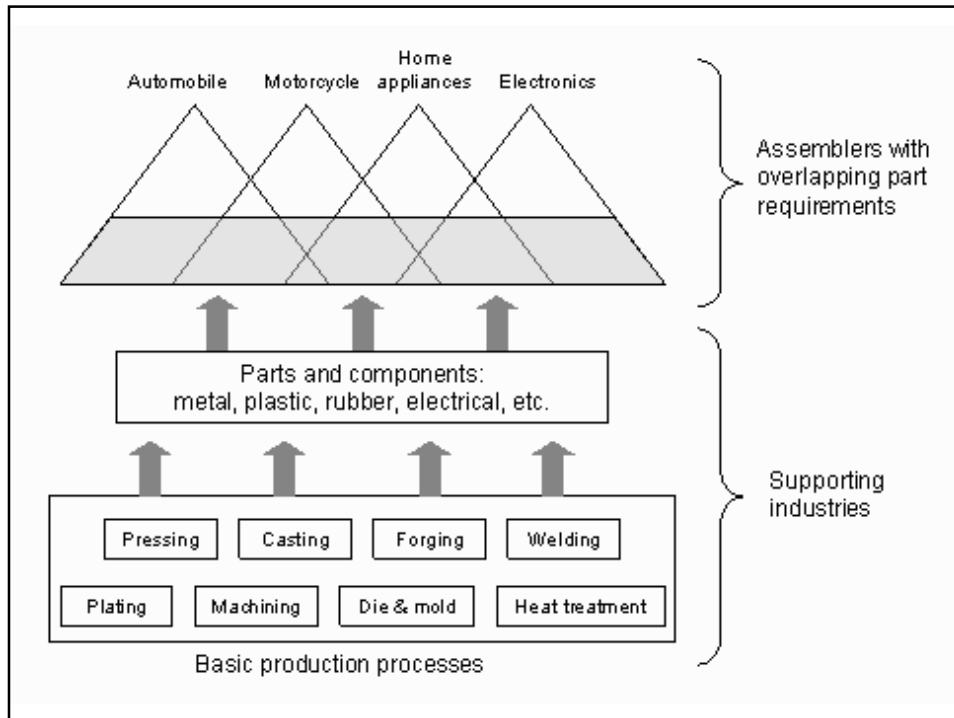 Automobile
Motorcycle
Home
appliances
Electronics
Assemblers with
overlapping part
requirements
Parts and components:
metal, plastic, rubber, electrical, etc.
Supporting
industries
Pressing
Casting
Forging
Welding
Plating
Machining
Die & mold
Heat treatment
Basic production processes